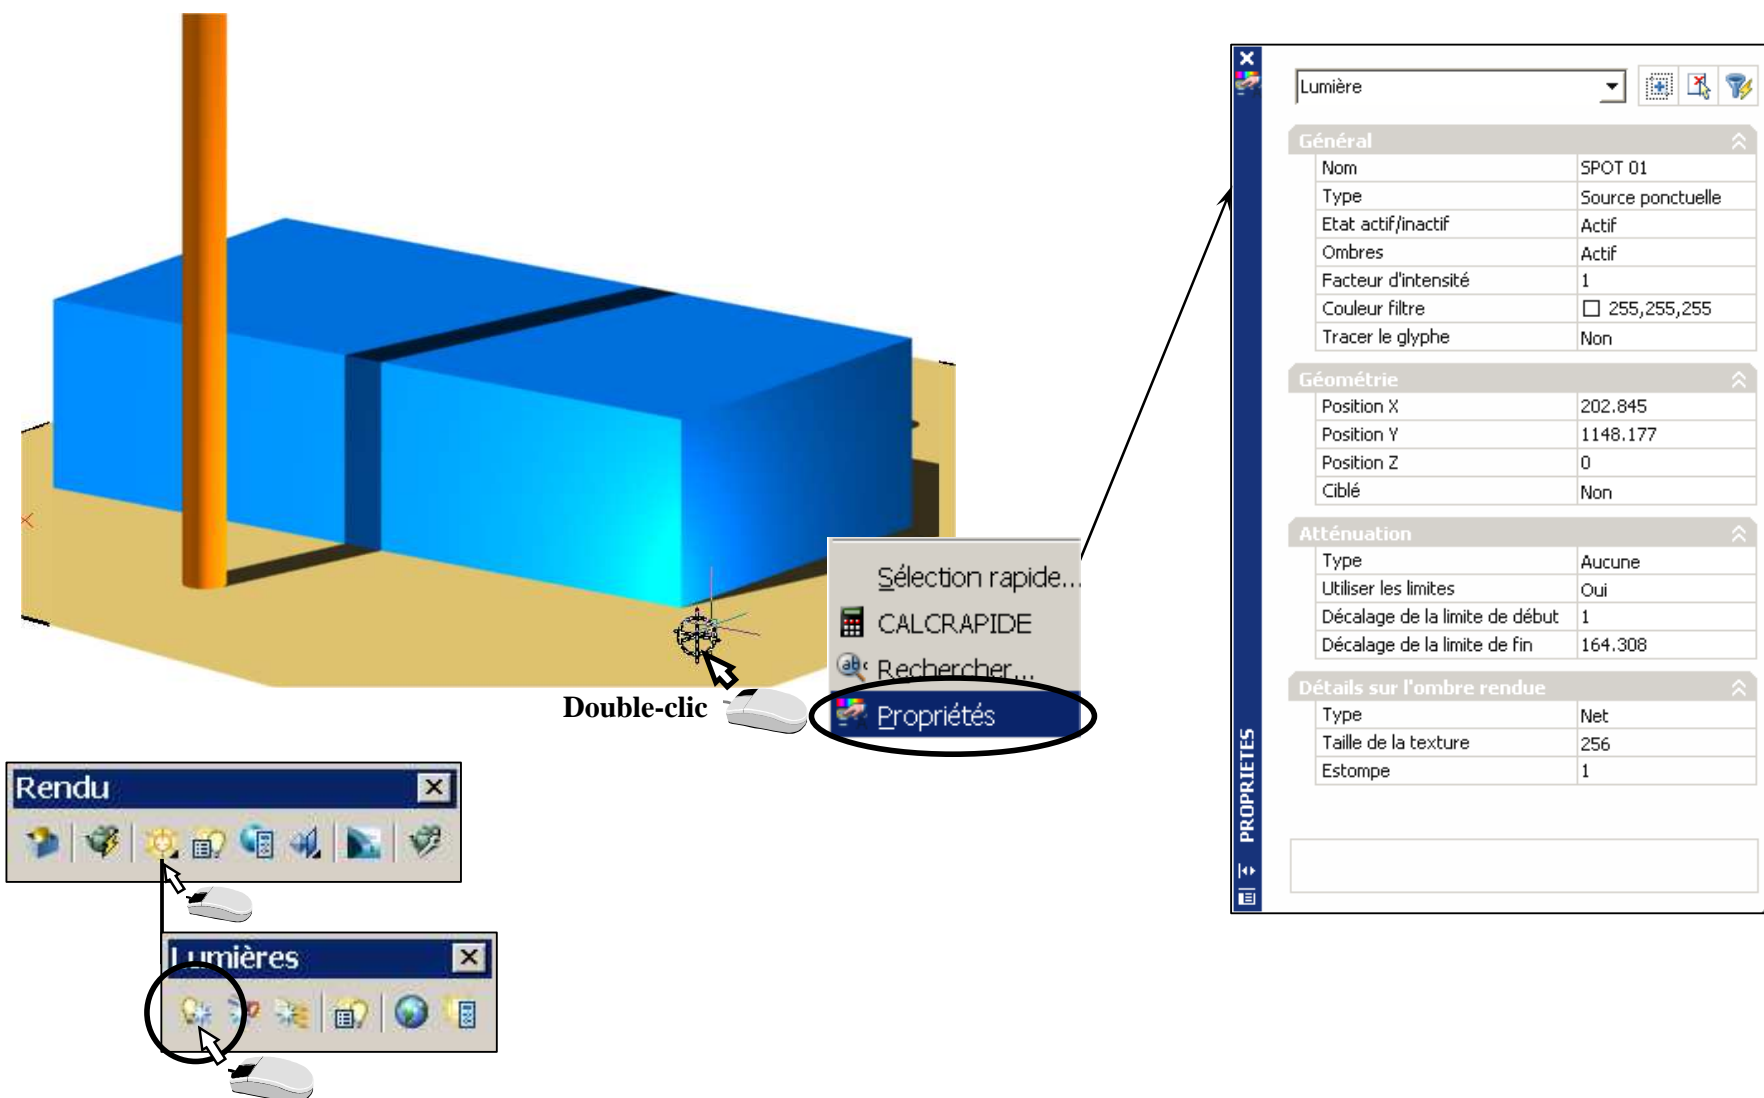 Lumière
Général
Nom SPOT 01
Type Source ponctuelle
Etat actif/inactif Actif
Ombres Actif
Facteur d'intensité 1
Couleur filtre 255,255,255
Tracer le glyphe Non
Géométrie
Position X 202.845
Position Y 1148.177
Position Z 0
Ciblé Non
Atténuation
Type Aucune
Utiliser les limites Oui
Décalage de la limite de début 1
Décalage de la limite de fin 164.308
Détails sur l'ombre rendue
Type Net
Taille de la texture 256
Estompe 1
PROPRIETES
Sélection rapide...
CALCRAPIDE
Rechercher...
Propriétés
Double-clic
Rendu
Lumières